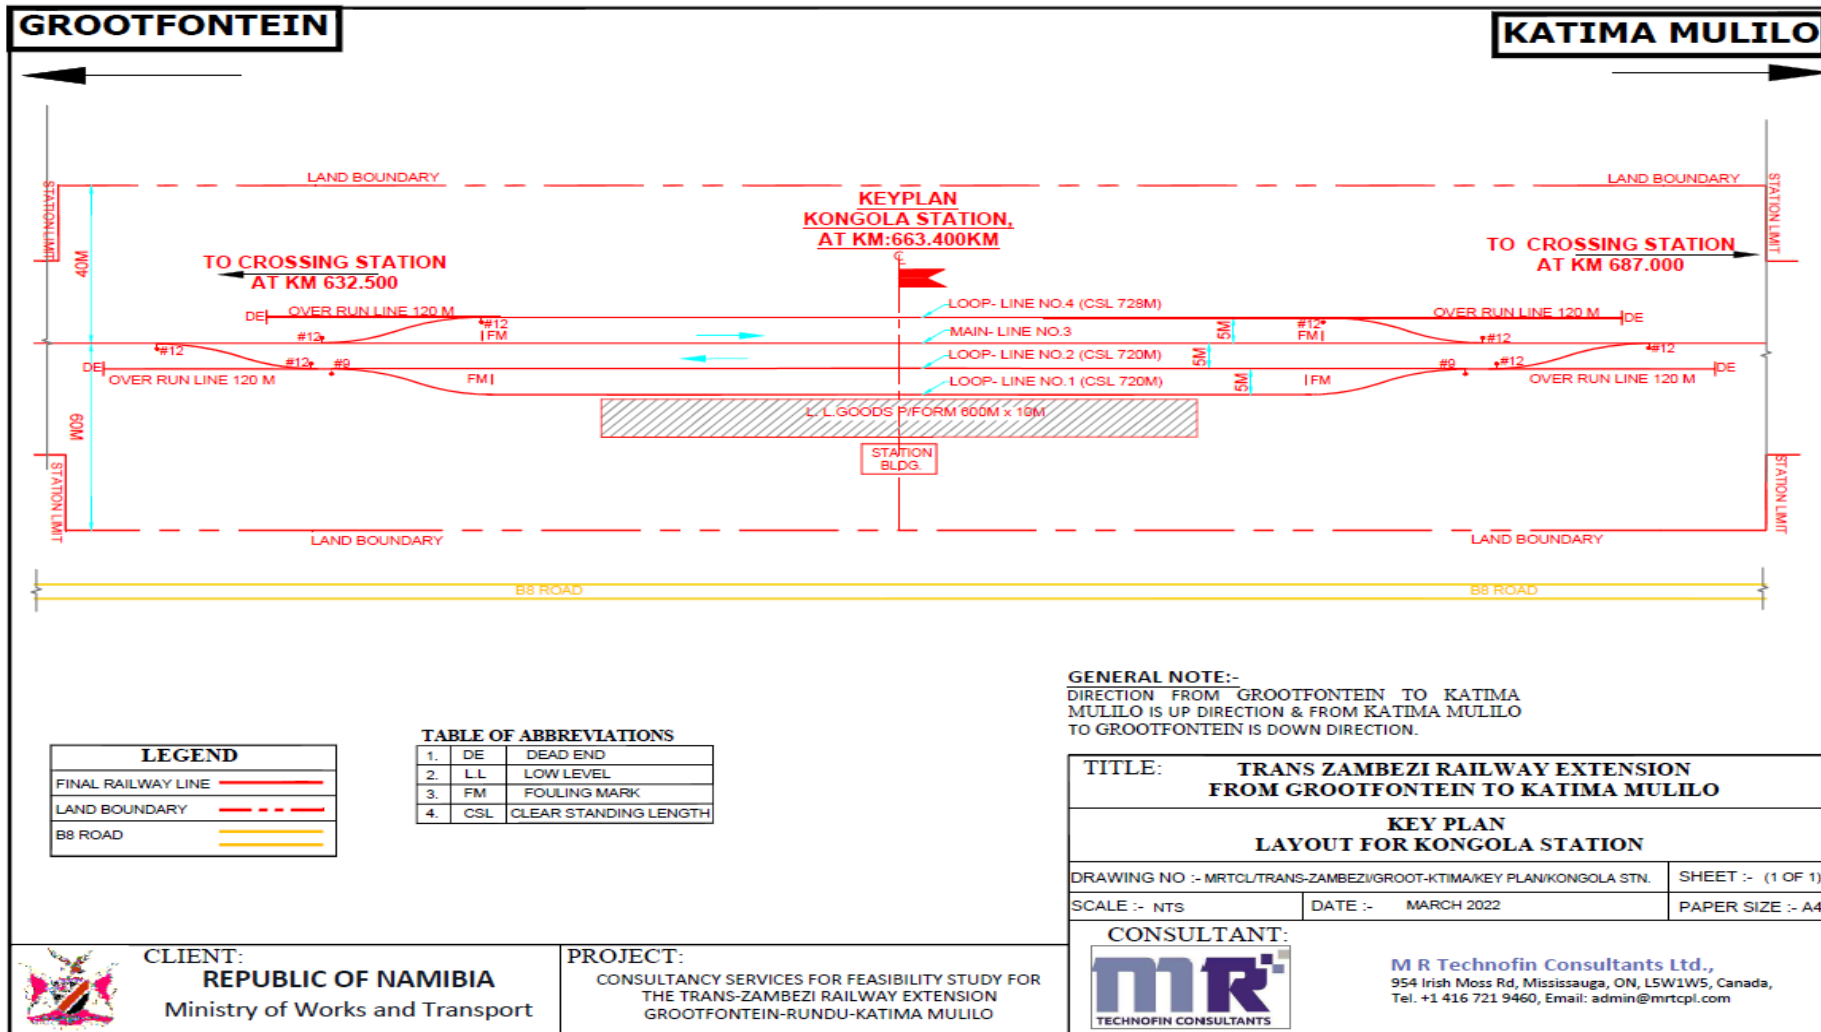 GROOTFONTEIN
KATIMA MULILO
LAND BOUNDARY
LAND BOUNDARY
STATION LIMIT
STATION LIMIT
KEYPLAN
KONGOLA STATION,
AT KM:663.400KM
40M
TO CROSSING STATION
AT KM 632.500
TO CROSSING STATION
AT KM 687.000
DE
OVER RUN LINE 120 M
LOOP- LINE NO.4 (CSL 728M)
OVER RUN LINE 120 M
DE
#12
#12
FM
MAIN- LINE NO.3
5M
#12
FM
#12
#12
#12
#9
LOOP- LINE NO.2 (CSL 720M)
5M
#9
#12
#12
DE
OVER RUN LINE 120 M
FM
LOOP- LINE NO.1 (CSL 720M)
5M
FM
OVER RUN LINE 120 M
DE
60M
L. L.GOODS P/FORM 600M x 10M
STATION
BLDG.
STATION LIMIT
STATION LIMIT
LAND BOUNDARY
LAND BOUNDARY
B8 ROAD
B8 ROAD
GENERAL NOTE:-
DIRECTION FROM GROOTFONTEIN TO KATIMA
MULILO IS UP DIRECTION & FROM KATIMA MULILO
TO GROOTFONTEIN IS DOWN DIRECTION.
LEGEND
FINAL RAILWAY LINE
LAND BOUNDARY
B8 ROAD
TABLE OF ABBREVIATIONS
1. DE DEAD END
2. L.L LOW LEVEL
3. FM FOULING MARK
4. CSL CLEAR STANDING LENGTH
TITLE: TRANS ZAMBEZI RAILWAY EXTENSION
FROM GROOTFONTEIN TO KATIMA MULILO
KEY PLAN
LAYOUT FOR KONGOLA STATION
DRAWING NO :- MRTCL/TRANS-ZAMBEZI/GROOT-KTIMA/KEY PLAN/KONGOLA STN. SHEET :- (1 OF 1)
SCALE :- NTS DATE :- MARCH 2022 PAPER SIZE :- A4
CLIENT:
REPUBLIC OF NAMIBIA
Ministry of Works and Transport
PROJECT:
CONSULTANCY SERVICES FOR FEASIBILITY STUDY FOR
THE TRANS-ZAMBEZI RAILWAY EXTENSION
GROOTFONTEIN-RUNDU-KATIMA MULILO
CONSULTANT:
mR
TECHNOFIN CONSULTANTS
M R Technofin Consultants Ltd.,
954 Irish Moss Rd, Mississauga, ON, L5W1W5, Canada,
Tel. +1 416 721 9460, Email: admin@mrtcpl.com